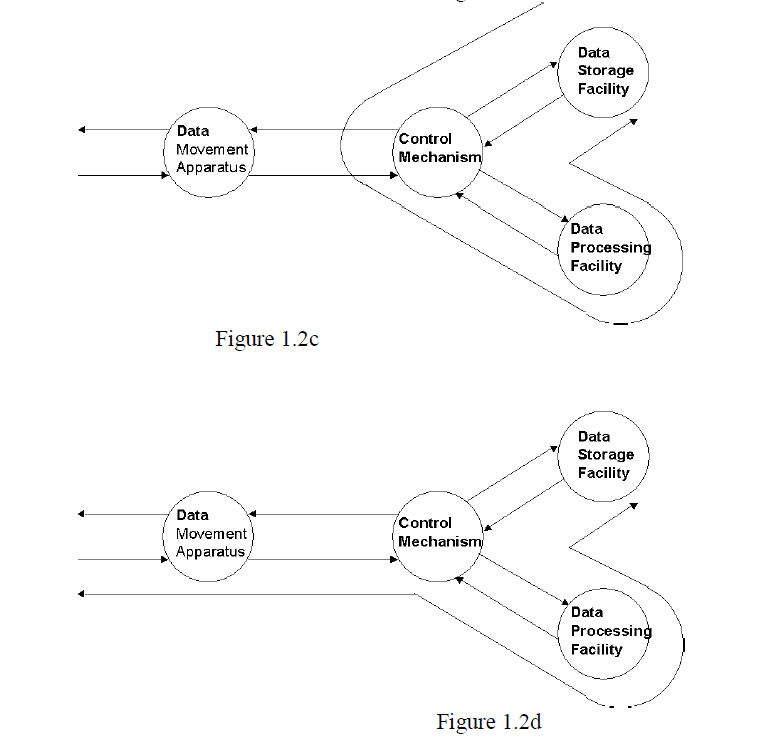 Data
Storage
Facility
Data
Movement
Apparatus
Control
Mechanism
Data
Processing
Facility
Figure 1.2c
Data
Storage
Facility
Data
Movement
Apparatus
Control
Mechanism
Data
Processing
Facility
Figure 1.2d